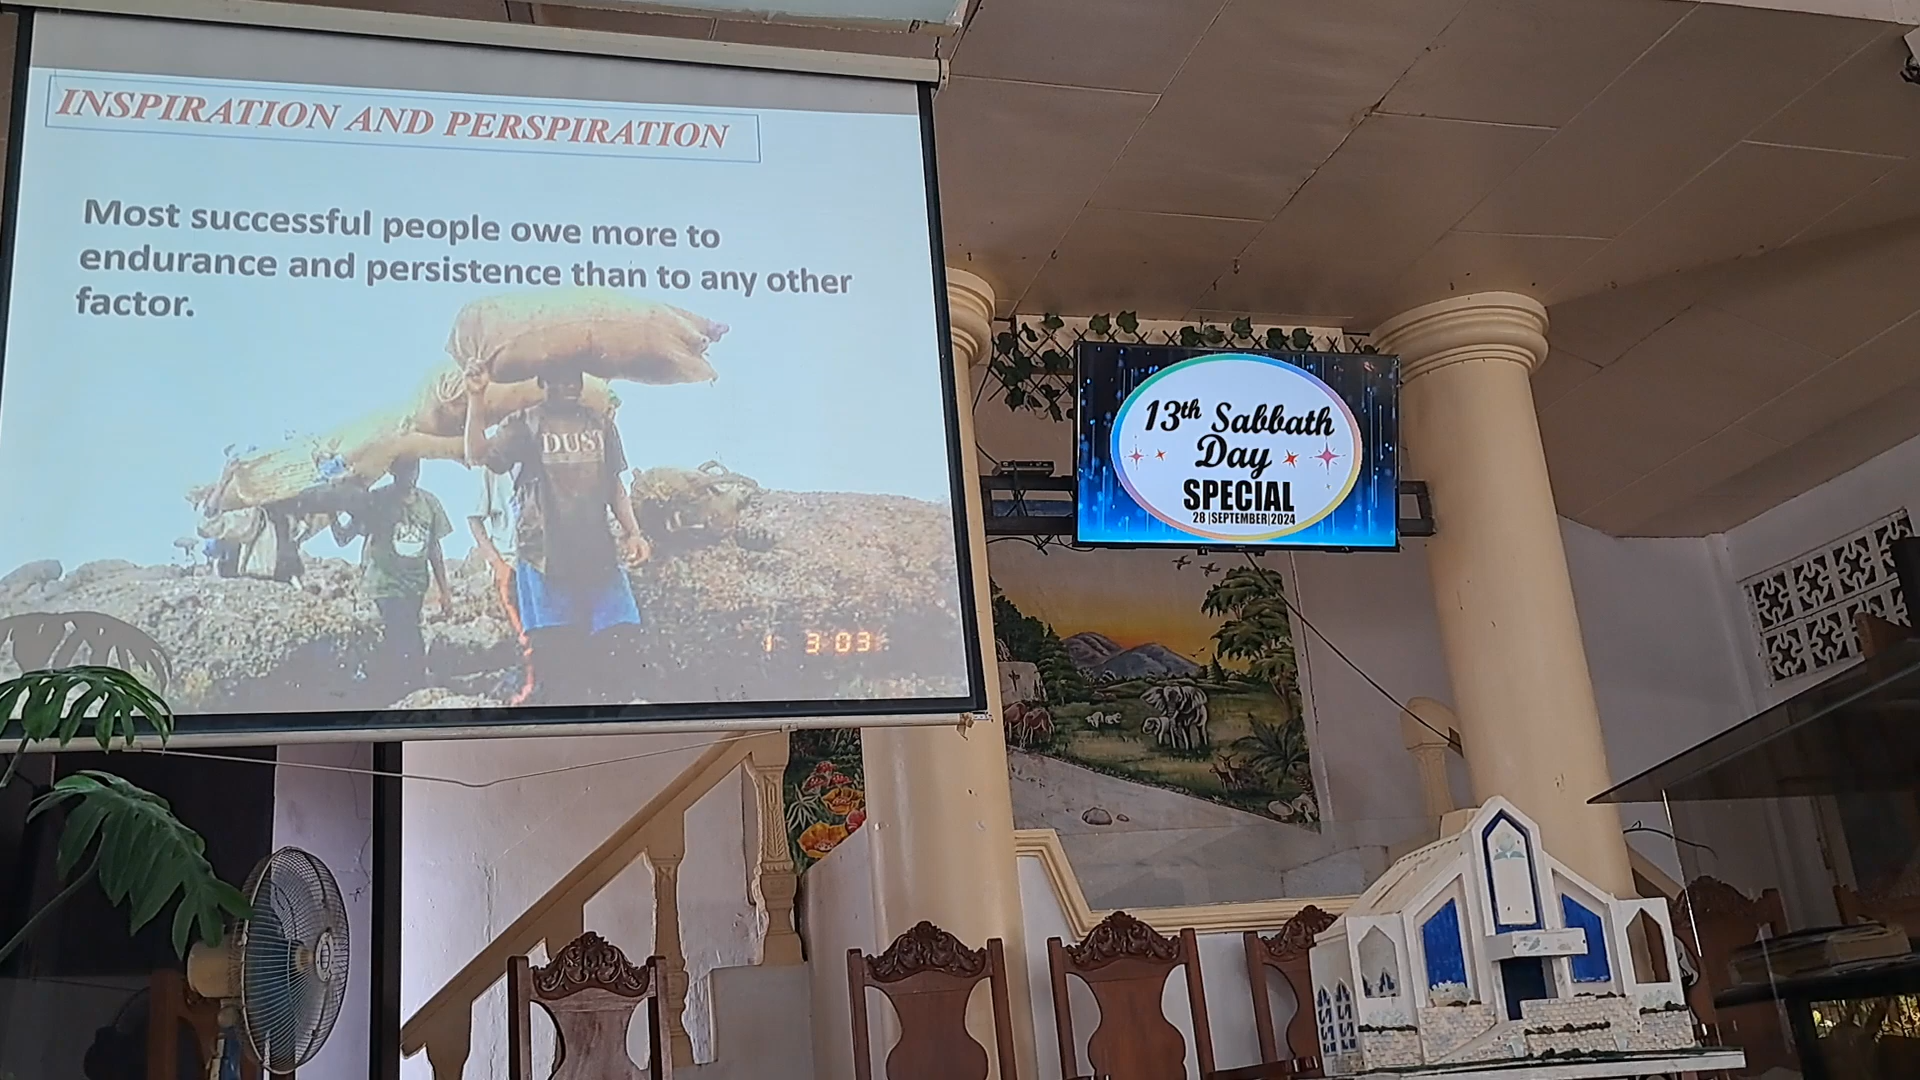 INSPIRATION AND PERSPIRATION
Most successful people owe more to
endurance and persistence than to any other
factor.
DUST
1 3:03
13th Sabbath
Day
SPECIAL
28|SEPTEMBER|2024